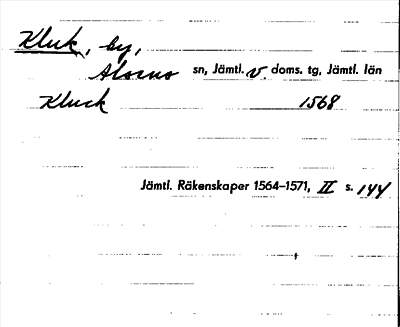 Kluk, by,
Alsens sn, Jämtl. v. doms. tg, Jämtl. län
Kluck 1568
Jämtl. Räkenskaper 1564-1571, II s. 144